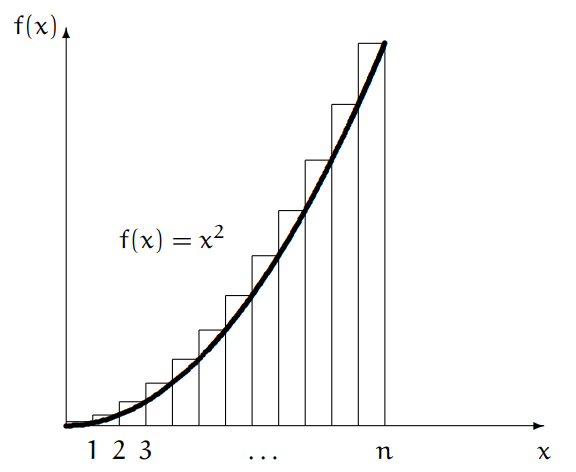 f(x)
f(x) = x²
1 2 3 ... n x